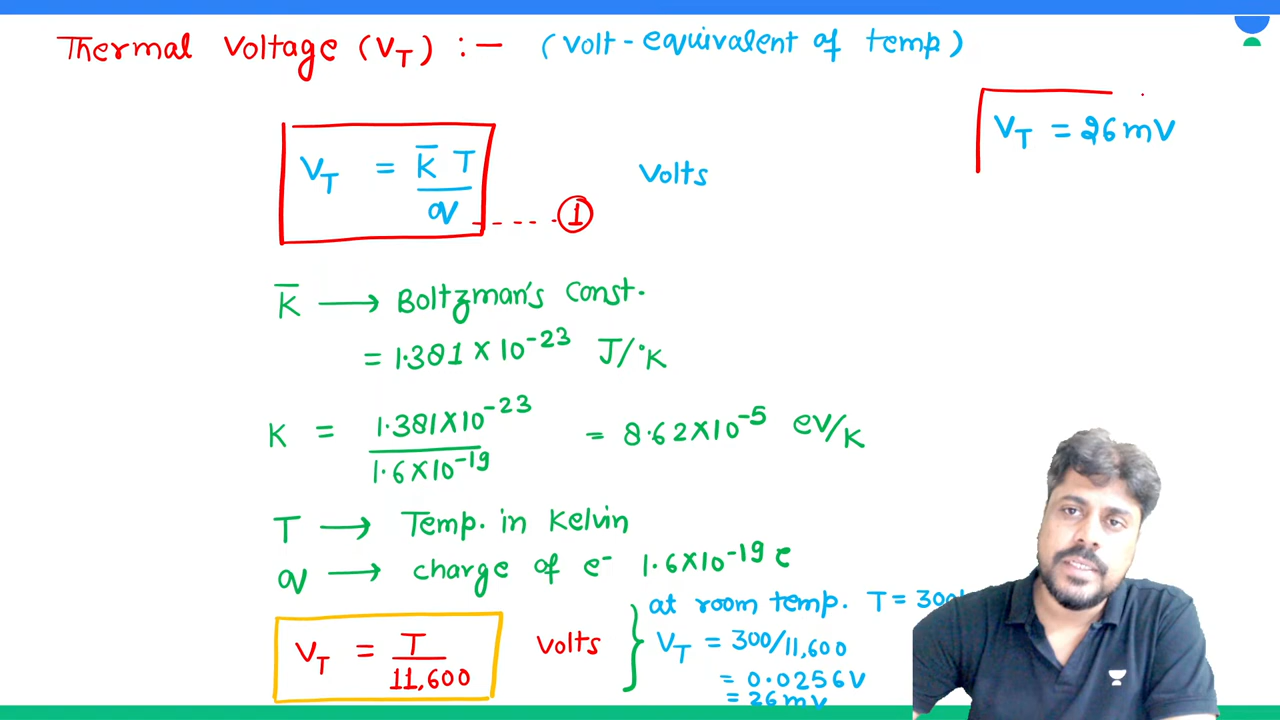 Thermal Voltage (VT) :- (Volt-equivalent of temp)
VT = 26mV
VT = K̅ T / q Volts
----- ①
K̅ → Boltzman's Const.
= 1.381 × 10⁻²³ J/°K
K = 1.381×10⁻²³ / 1.6×10⁻¹⁹ = 8.62×10⁻⁵ eV/K
T → Temp. in Kelvin
q → charge of e⁻ 1.6×10⁻¹⁹ c
VT = T / 11,600 Volts
at room temp. T = 300
VT = 300/11,600
= 0.0256V
= 26mV